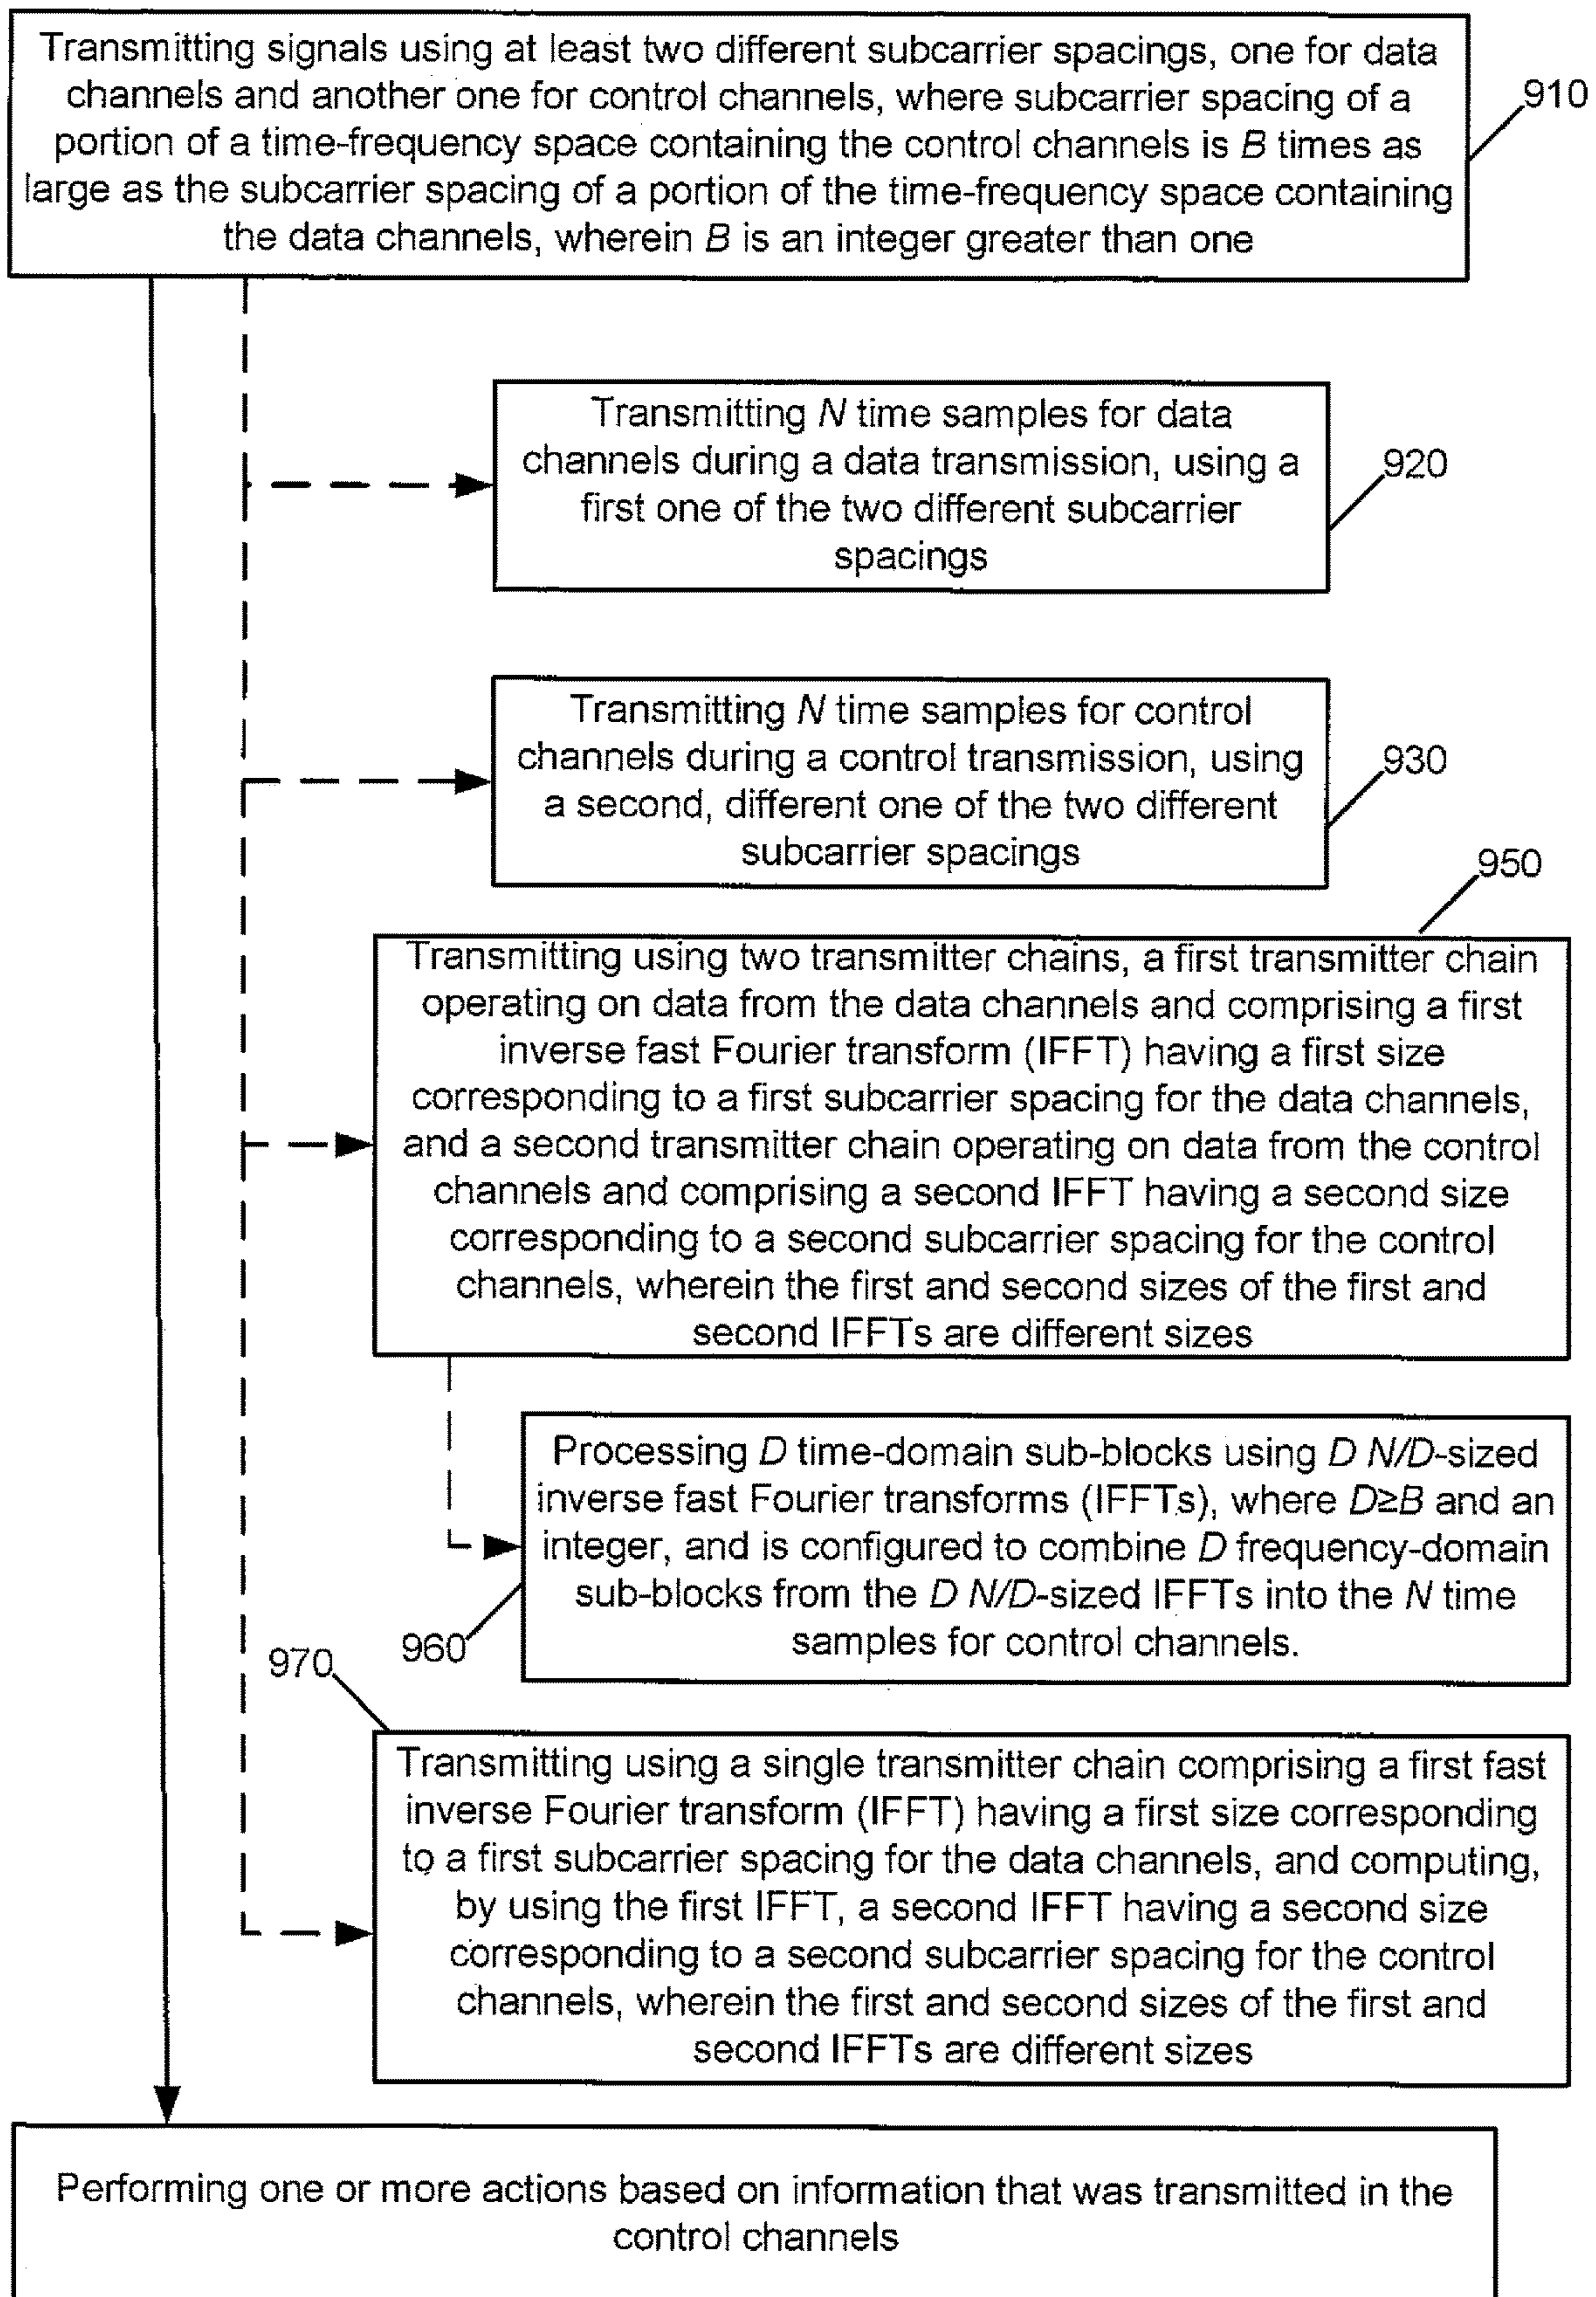 Transmitting signals using at least two different subcarrier spacings, one for data
channels and another one for control channels, where subcarrier spacing of a
portion of a time-frequency space containing the control channels is B times as
large as the subcarrier spacing of a portion of the time-frequency space containing
the data channels, wherein B is an integer greater than one
910
Transmitting N time samples for data
channels during a data transmission, using a
first one of the two different subcarrier
spacings
920
Transmitting N time samples for control
channels during a control transmission, using
a second, different one of the two different
subcarrier spacings
930
950
Transmitting using two transmitter chains, a first transmitter chain
operating on data from the data channels and comprising a first
inverse fast Fourier transform (IFFT) having a first size
corresponding to a first subcarrier spacing for the data channels,
and a second transmitter chain operating on data from the control
channels and comprising a second IFFT having a second size
corresponding to a second subcarrier spacing for the control
channels, wherein the first and second sizes of the first and
second IFFTs are different sizes
Processing D time-domain sub-blocks using D N/D-sized
inverse fast Fourier transforms (IFFTs), where D≥B and an
integer, and is configured to combine D frequency-domain
sub-blocks from the D N/D-sized IFFTs into the N time
samples for control channels.
960
970
Transmitting using a single transmitter chain comprising a first fast
inverse Fourier transform (IFFT) having a first size corresponding
to a first subcarrier spacing for the data channels, and computing,
by using the first IFFT, a second IFFT having a second size
corresponding to a second subcarrier spacing for the control
channels, wherein the first and second sizes of the first and
second IFFTs are different sizes
Performing one or more actions based on information that was transmitted in the
control channels